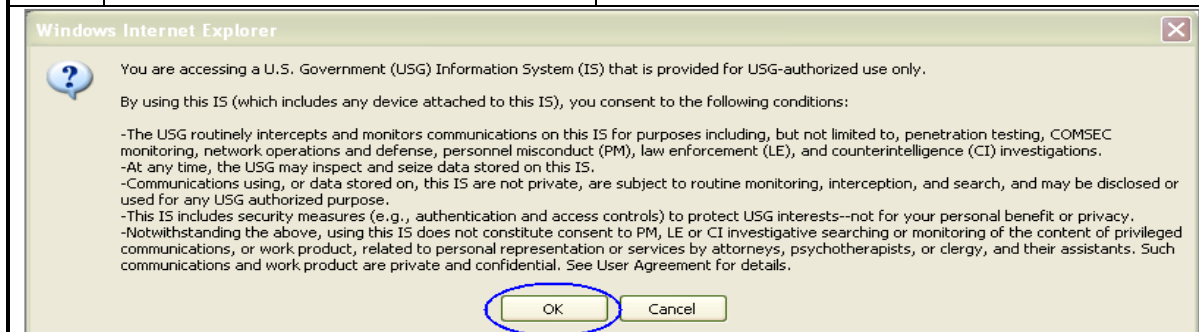 Windows Internet Explorer
You are accessing a U.S. Government (USG) Information System (IS) that is provided for USG-authorized use only.
By using this IS (which includes any device attached to this IS), you consent to the following conditions:
-The USG routinely intercepts and monitors communications on this IS for purposes including, but not limited to, penetration testing, COMSEC
monitoring, network operations and defense, personnel misconduct (PM), law enforcement (LE), and counterintelligence (CI) investigations.
-At any time, the USG may inspect and seize data stored on this IS.
-Communications using, or data stored on, this IS are not private, are subject to routine monitoring, interception, and search, and may be disclosed or
used for any USG authorized purpose.
-This IS includes security measures (e.g., authentication and access controls) to protect USG interests--not for your personal benefit or privacy.
-Notwithstanding the above, using this IS does not constitute consent to PM, LE or CI investigative searching or monitoring of the content of privileged
communications, or work product, related to personal representation or services by attorneys, psychotherapists, or clergy, and their assistants. Such
communications and work product are private and confidential. See User Agreement for details.
OK Cancel